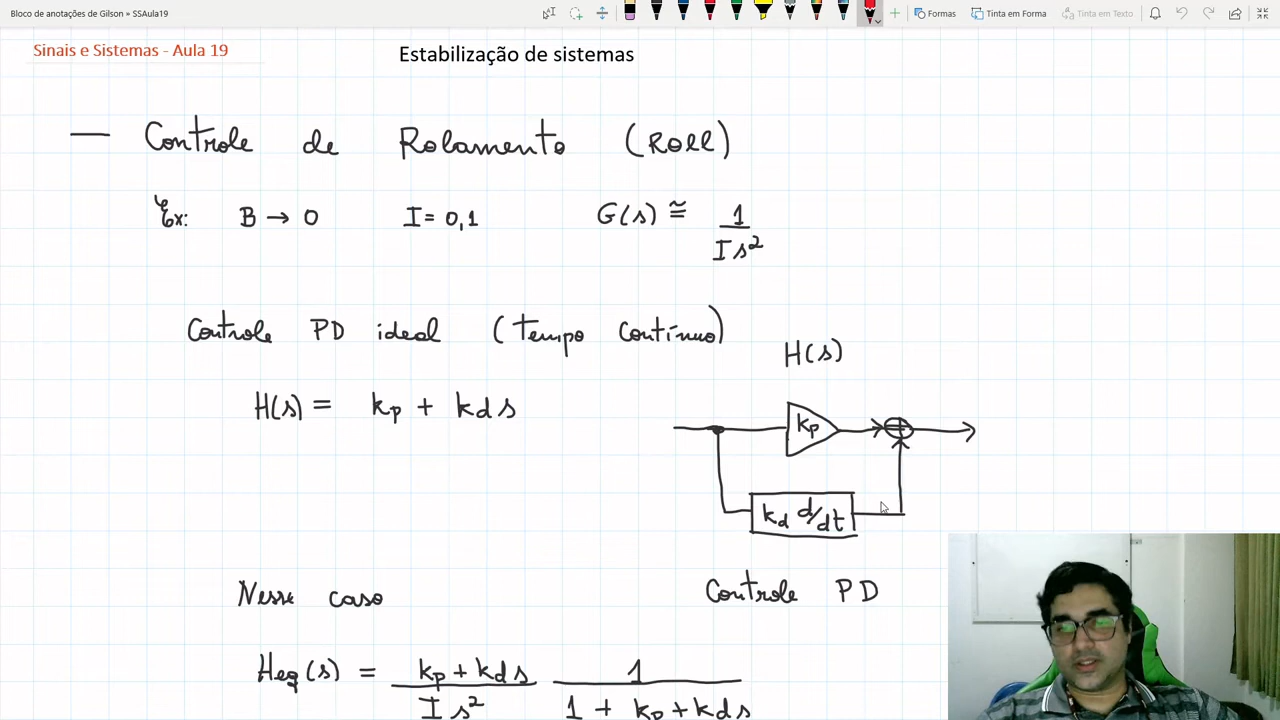 Bloco de anotações de Gilson » SSAula19
Formas Tinta em Forma Tinta em Texto
Sinais e Sistemas - Aula 19
Estabilização de sistemas
— Controle de Rolamento (Roll)
Ex: B → 0 I = 0,1 G(s) ≅ 1 / Is²
Controle PD ideal (Tempo Contínuo)
H(s)
H(s) = kp + kd s
kp +
kd d/dt
Nesse caso
Controle PD
Heq(s) = kp + kd s / I s² 1 / 1 + kp + kd s